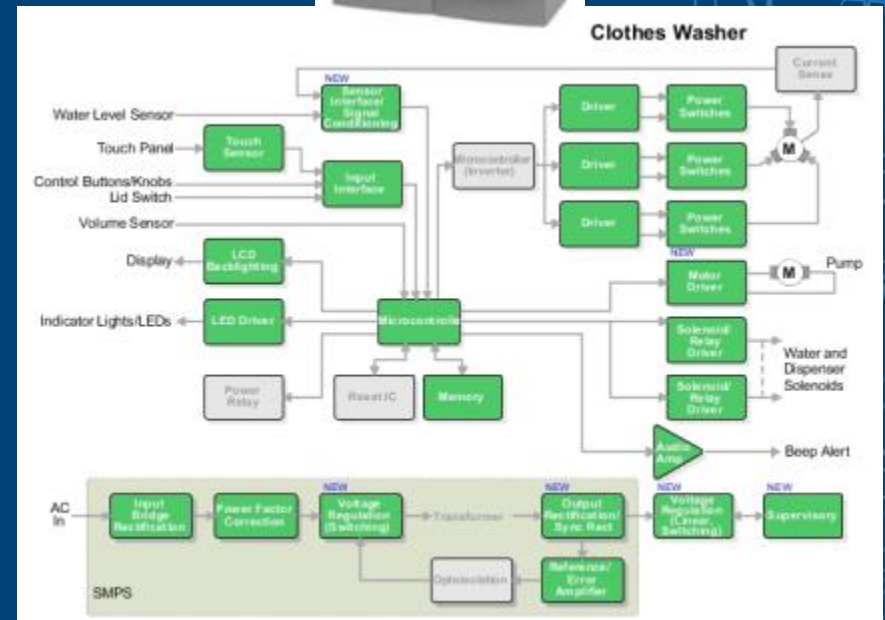 Clothes Washer
Current
Sense
NEW
Sensor
Interface/
Signal
Conditioning
Water Level Sensor
Touch
Sensor
Touch Panel
Control Buttons/Knobs
Lid Switch
Input
Interface
Volume Sensor
Microcontroller
(Inverter)
Driver
Power
Switches
Driver
Power
Switches
Driver
Power
Switches
M
Display
LCD
Backlighting
NEW
Motor
Driver
M
Pump
Indicator Lights/LEDs
LED Driver
Microcontrolle
Solenoid/
Relay
Driver
Water and
Dispenser
Solenoids
Power
Relay
Reset IC
Memory
Solenoid/
Relay
Driver
Audio
Amp
Beep Alert
AC
In
Input
Bridge
Rectification
Power Factor
Correction
NEW
Voltage
Regulation
(Switching)
Transformer
NEW
Output
Rectification/
Sync Rect
NEW
Voltage
Regulation
(Linear,
Switching)
NEW
Supervisory
Optoisolation
Reference/
Error
Amplifier
SMPS